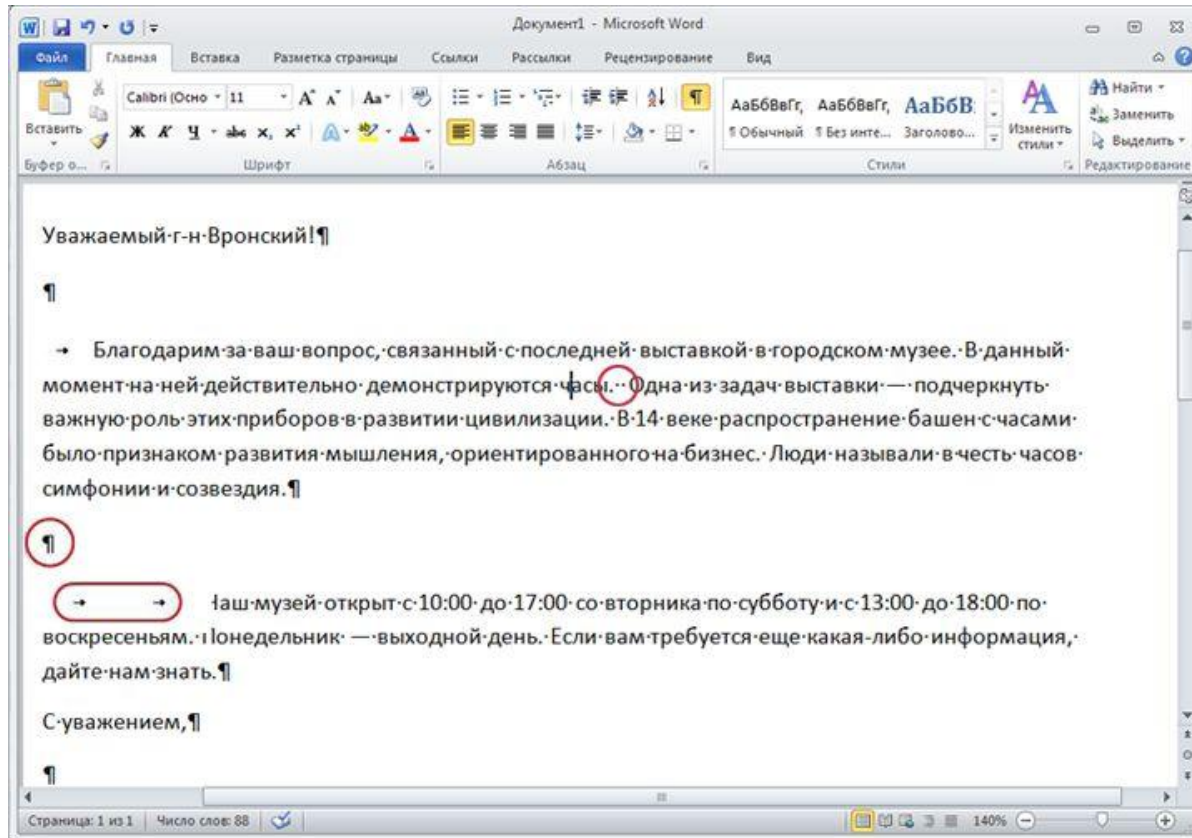 Документ1 - Microsoft Word
Файл Главная Вставка Разметка страницы Ссылки Рассылки Рецензирование Вид
Вставить
Calibri (Осно 11
Ж К Ч abc x₂ x²
АаБбВвГг, АаБбВвГг, АаБбВ
¶ Обычный ¶ Без инте... Заголово...
Изменить стили
Найти
Заменить
Выделить
Буфер о... Шрифт Абзац Стили Редактирование
Уважаемый·г-н·Вронский!¶
¶
→ Благодарим·за·ваш·вопрос,·связанный·с·последней·выставкой·в·городском·музее.·В·данный·
момент·на·ней·действительно·демонстрируются·часы.··Одна·из·задач·выставки·—·подчеркнуть·
важную·роль·этих·приборов·в·развитии·цивилизации.·В·14·веке·распространение·башен·с·часами·
было·признаком·развития·мышления,·ориентированного·на·бизнес.·Люди·называли·в·честь·часов·
симфонии·и·созвездия.¶
¶
→ → Наш·музей·открыт·с·10:00·до·17:00·со·вторника·по·субботу·и·с·13:00·до·18:00·по·
воскресеньям.·Понедельник·—·выходной·день.·Если·вам·требуется·еще·какая-либо·информация,·
дайте·нам·знать.¶
С·уважением,¶
¶
Страница: 1 из 1 Число слов: 88 140%